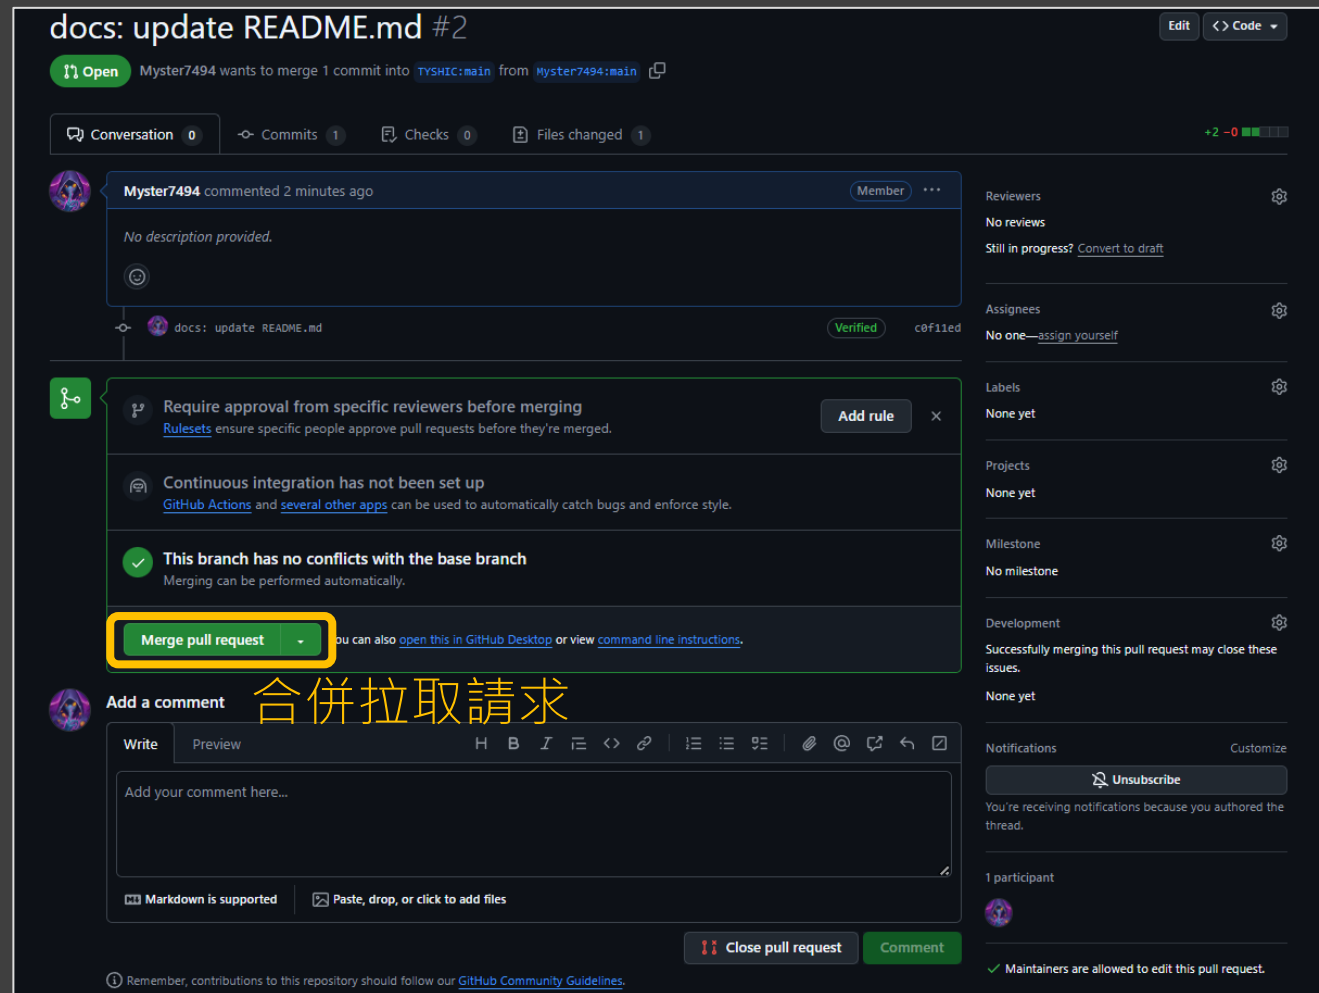 docs: update README.md #2
Edit
<> Code
Open
Myster7494 wants to merge 1 commit into TYSHIC:main from Myster7494:main
Conversation 0
Commits 1
Checks 0
Files changed 1
+2 −0
Myster7494 commented 2 minutes ago
Member
No description provided.
docs: update README.md
Verified
c0f11ed
Require approval from specific reviewers before merging
Rulesets ensure specific people approve pull requests before they're merged.
Add rule
Continuous integration has not been set up
GitHub Actions and several other apps can be used to automatically catch bugs and enforce style.
This branch has no conflicts with the base branch
Merging can be performed automatically.
Merge pull request
ou can also open this in GitHub Desktop or view command line instructions.
合併拉取請求
Add a comment
Write
Preview
Add your comment here...
Markdown is supported
Paste, drop, or click to add files
Close pull request
Comment
Remember, contributions to this repository should follow our GitHub Community Guidelines.
Reviewers
No reviews
Still in progress? Convert to draft
Assignees
No one—assign yourself
Labels
None yet
Projects
None yet
Milestone
No milestone
Development
Successfully merging this pull request may close these
issues.
None yet
Notifications
Customize
Unsubscribe
You're receiving notifications because you authored the
thread.
1 participant
Maintainers are allowed to edit this pull request.